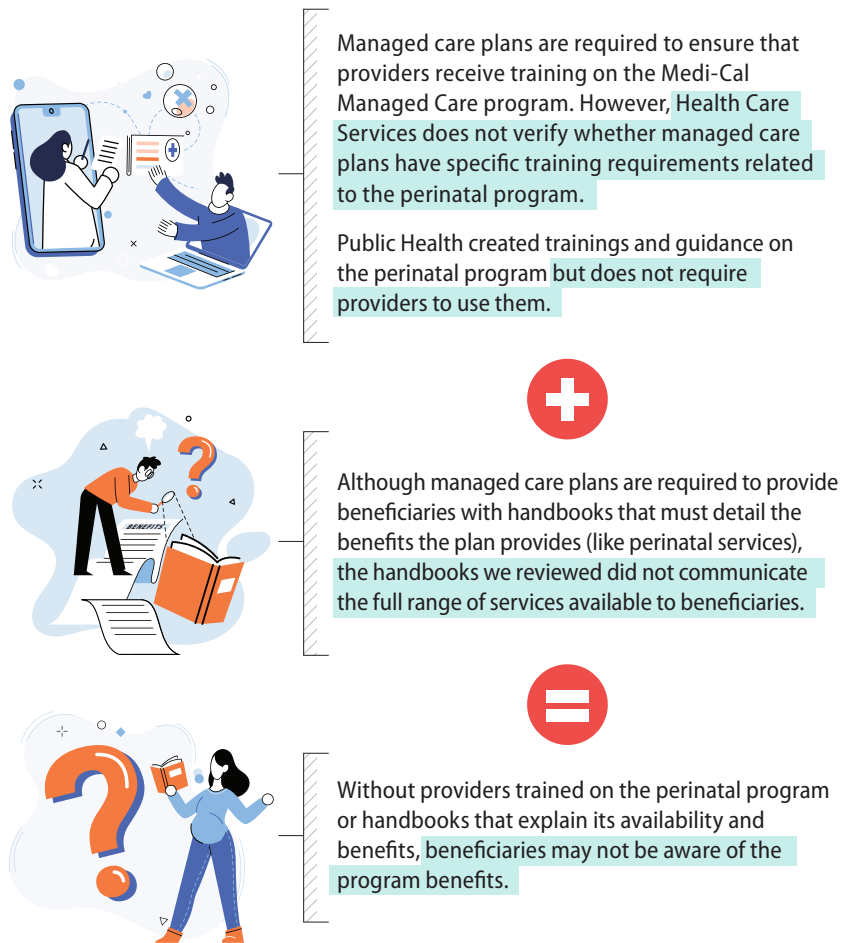 Managed care plans are required to ensure that
providers receive training on the Medi-Cal
Managed Care program. However, Health Care
Services does not verify whether managed care
plans have specific training requirements related
to the perinatal program.
Public Health created trainings and guidance on
the perinatal program but does not require
providers to use them.
BENEFITS
Although managed care plans are required to provide
beneficiaries with handbooks that must detail the
benefits the plan provides (like perinatal services),
the handbooks we reviewed did not communicate
the full range of services available to beneficiaries.
Without providers trained on the perinatal program
or handbooks that explain its availability and
benefits, beneficiaries may not be aware of the
program benefits.